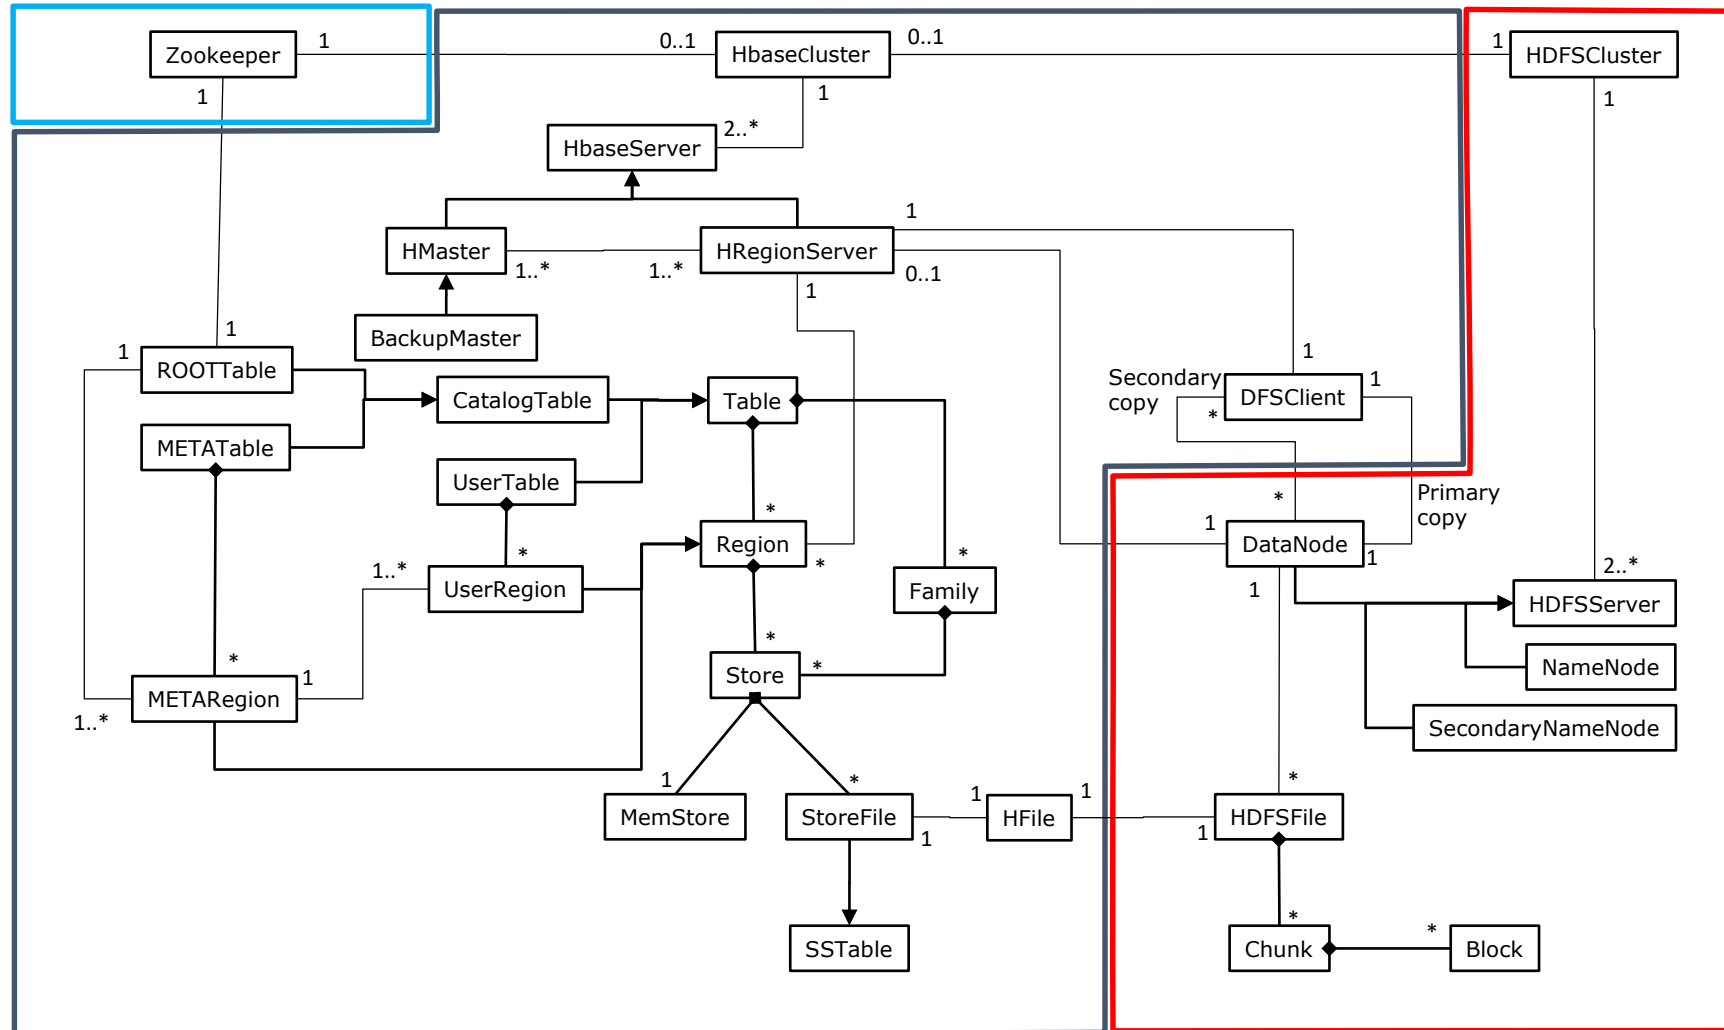 Zookeeper
1
0..1
HbaseCluster
0..1
1
HDFSCluster
1
1
1
2..*
HbaseServer
1
HMaster
1..*
1..*
HRegionServer
0..1
1
BackupMaster
1
1
ROOTTable
1
Secondary
copy
*
DFSClient
1
CatalogTable
Table
METATable
UserTable
*
Primary
copy
*
1
Region
*
DataNode
1
*
1..*
UserRegion
*
Family
1
2..*
HDFSServer
*
*
Store
*
1
METARegion
1..*
NameNode
SecondaryNameNode
1
*
MemStore
StoreFile
1
1
HFile
1
*
1
HDFSFile
SSTable
*
Chunk
*
Block